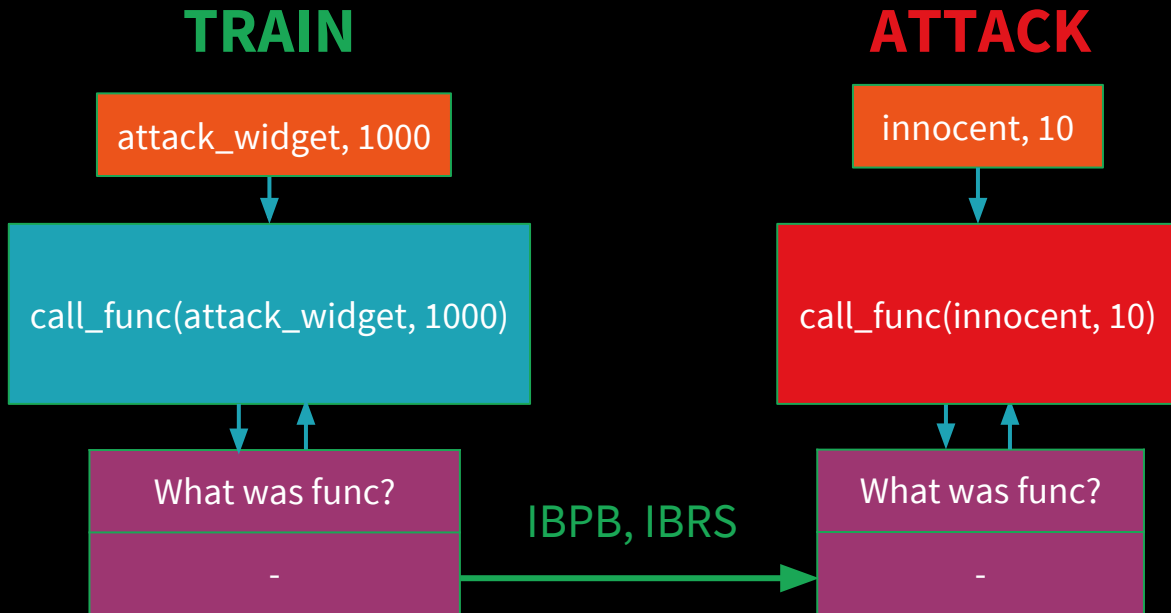 TRAIN
ATTACK
attack_widget, 1000
innocent, 10
call_func(attack_widget, 1000)
call_func(innocent, 10)
What was func?
What was func?
IBPB, IBRS
-
-